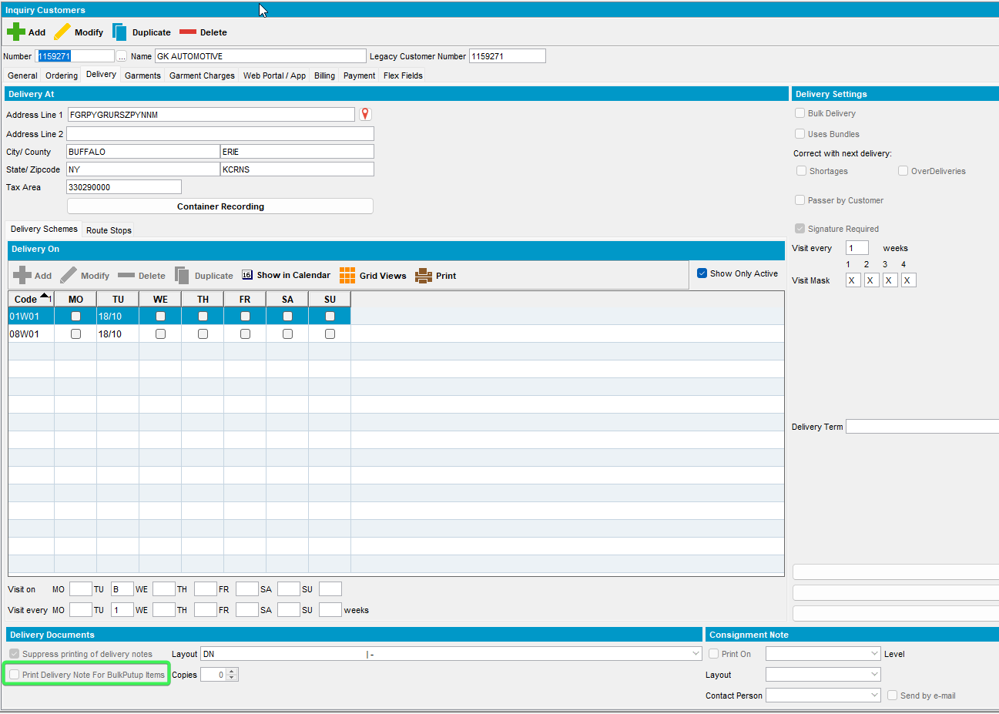 Inquiry Customers
Add Modify Duplicate Delete
Number 1159271 ... Name GK AUTOMOTIVE Legacy Customer Number 1159271
General Ordering Delivery Garments Garment Charges Web Portal / App Billing Payment Flex Fields
Delivery At Delivery Settings
Address Line 1 FGRPYGRURSZPYNNM Bulk Delivery
Address Line 2 Uses Bundles
City/ County BUFFALO ERIE Correct with next delivery:
State/ Zipcode NY KCRNS Shortages OverDeliveries
Tax Area 330290000
Container Recording Passer by Customer
Delivery Schemes Route Stops Signature Required
Delivery On Visit every 1 weeks
1 2 3 4
Add Modify Delete Duplicate 16 Show in Calendar Grid Views Print Show Only Active Visit Mask X X X X
Code 1 MO TU WE TH FR SA SU
01W01 18/10
08W01 18/10
Delivery Term
Visit on MO TU B WE TH FR SA SU
Visit every MO TU 1 WE TH FR SA SU weeks
Delivery Documents Consignment Note
Suppress printing of delivery notes Layout DN | - Print On Level
Print Delivery Note For BulkPutup Items Copies 0 Layout
Contact Person Send by e-mail